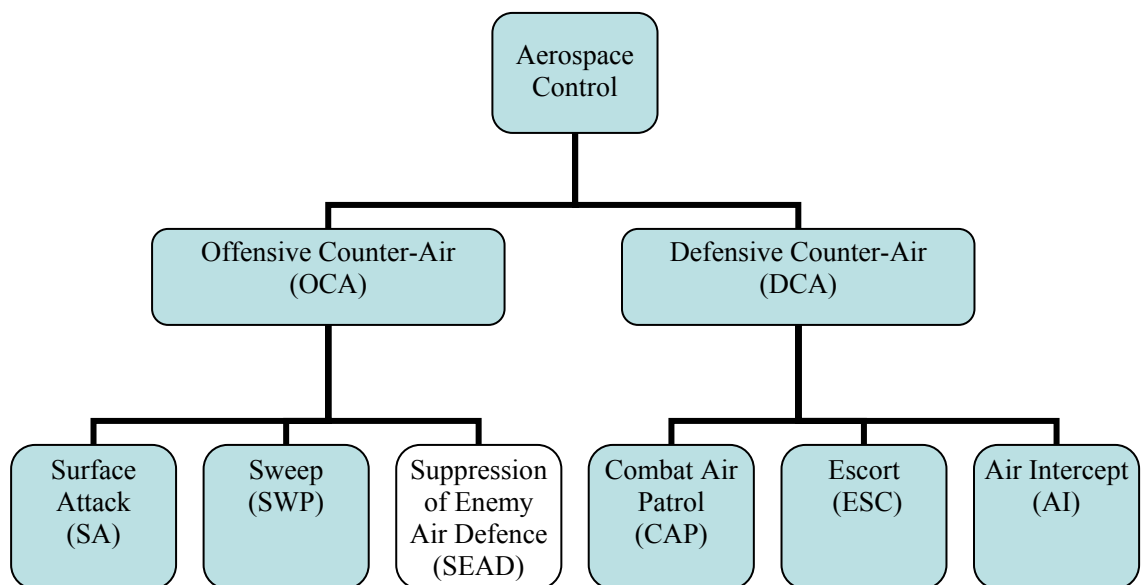 Aerospace
Control
Offensive Counter-Air
(OCA)
Defensive Counter-Air
(DCA)
Surface
Attack
(SA)
Sweep
(SWP)
Suppression
of Enemy
Air Defence
(SEAD)
Combat Air
Patrol
(CAP)
Escort
(ESC)
Air Intercept
(AI)